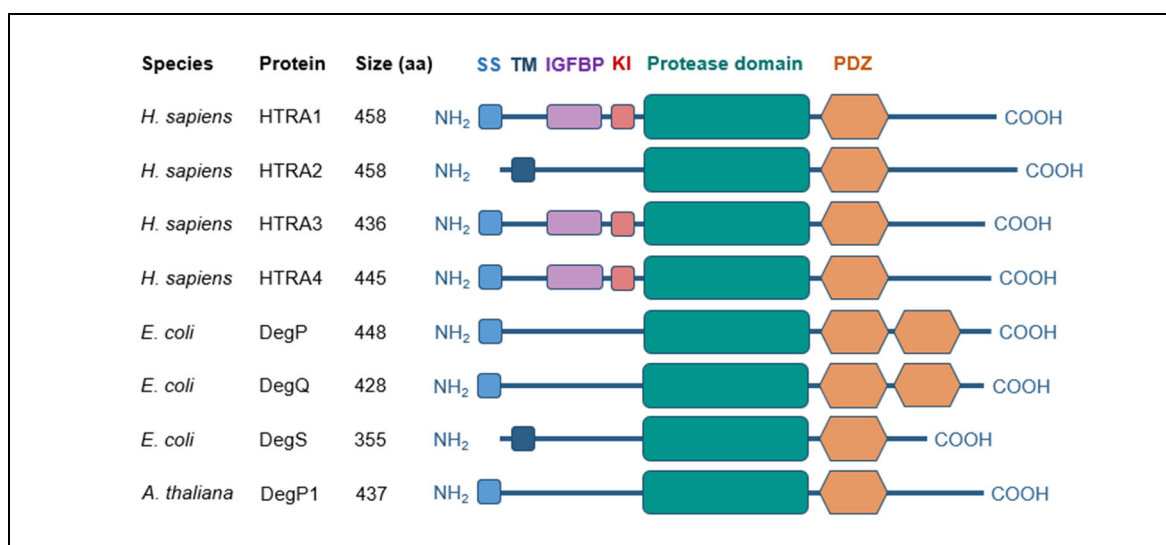 Species Protein Size (aa) SS TM IGFBP KI Protease domain PDZ
H. sapiens HTRA1 458 NH₂ COOH
H. sapiens HTRA2 458 NH₂ COOH
H. sapiens HTRA3 436 NH₂ COOH
H. sapiens HTRA4 445 NH₂ COOH
E. coli DegP 448 NH₂ COOH
E. coli DegQ 428 NH₂ COOH
E. coli DegS 355 NH₂ COOH
A. thaliana DegP1 437 NH₂ COOH